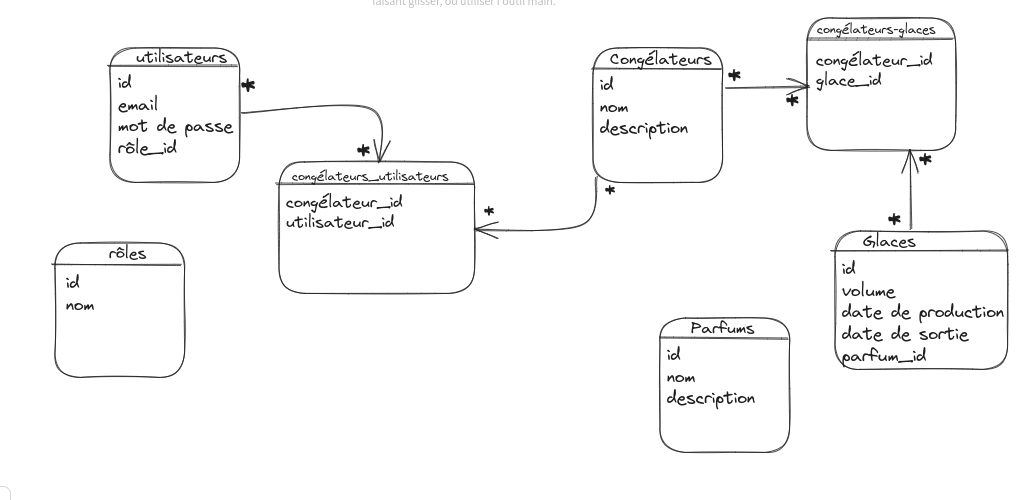 faisant glisser, ou utiliser l'outil main.
utilisateurs
id
email
mot de passe
rôle_id
*
*
congélateurs_utilisateurs
congélateur_id
utilisateur_id
*
*
Congélateurs
id
nom
description
*
*
congélateurs-glaces
congélateur_id
glace_id
*
*
Glaces
id
volume
date de production
date de sortie
parfum_id
rôles
id
nom
Parfums
id
nom
description